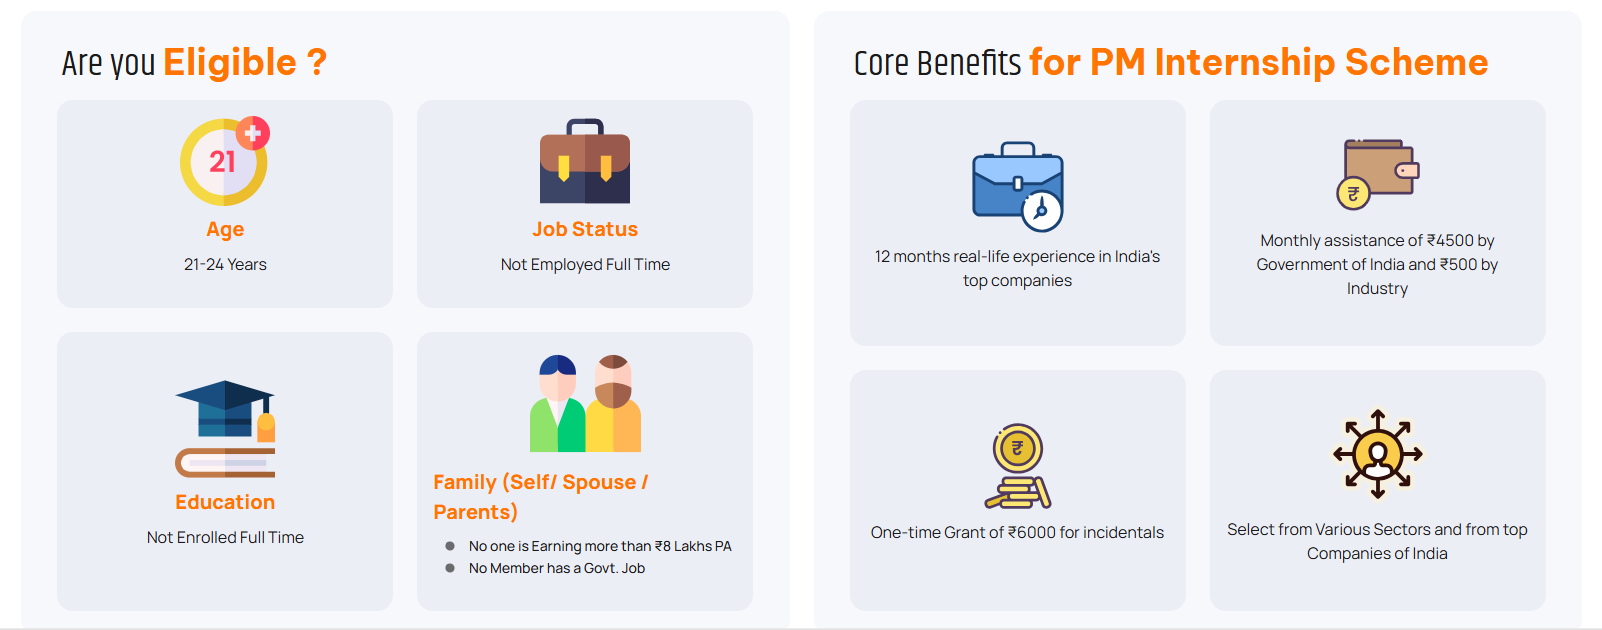 Are you Eligible ?
21
Age
21-24 Years
Job Status
Not Employed Full Time
Education
Not Enrolled Full Time
Family (Self/ Spouse /
Parents)
No one is Earning more than ₹8 Lakhs PA
No Member has a Govt. Job
Core Benefits for PM Internship Scheme
12 months real-life experience in India's
top companies
₹
Monthly assistance of ₹4500 by
Government of India and ₹500 by
Industry
₹
One-time Grant of ₹6000 for incidentals
Select from Various Sectors and from top
Companies of India